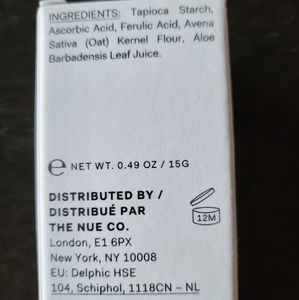 INGREDIENTS: Tapioca Starch,
Ascorbic Acid, Ferulic Acid, Avena
Sativa (Oat) Kernel Flour, Aloe
Barbadensis Leaf Juice.
℮ NET WT. 0.49 OZ / 15G
DISTRIBUTED BY /
DISTRIBUÉ PAR
THE NUE CO.
London, E1 6PX
New York, NY 10008
EU: Delphic HSE
104, Schiphol, 1118CN – NL
12M